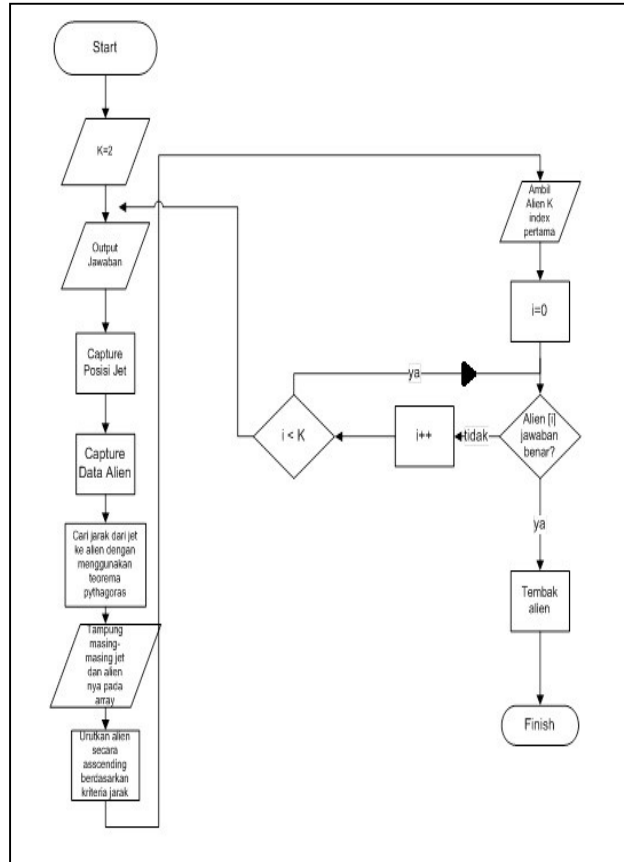 Start
K=2
Output
Jawaban
Capture
Posisi Jet
Capture
Data Alien
Cari jarak dari jet
ke alien dengan
menggunakan
teorema
pythagoras
Tampung
masing-
masing jet
dan alien
nya pada
array
Urutkan alien
secara
asscending
berdasarkan
kriteria jarak
Ambil
Alien K
index
pertama
i=0
Alien [i]
jawaban
benar?
tidak
i++
i < K
ya
ya
Tembak
alien
Finish